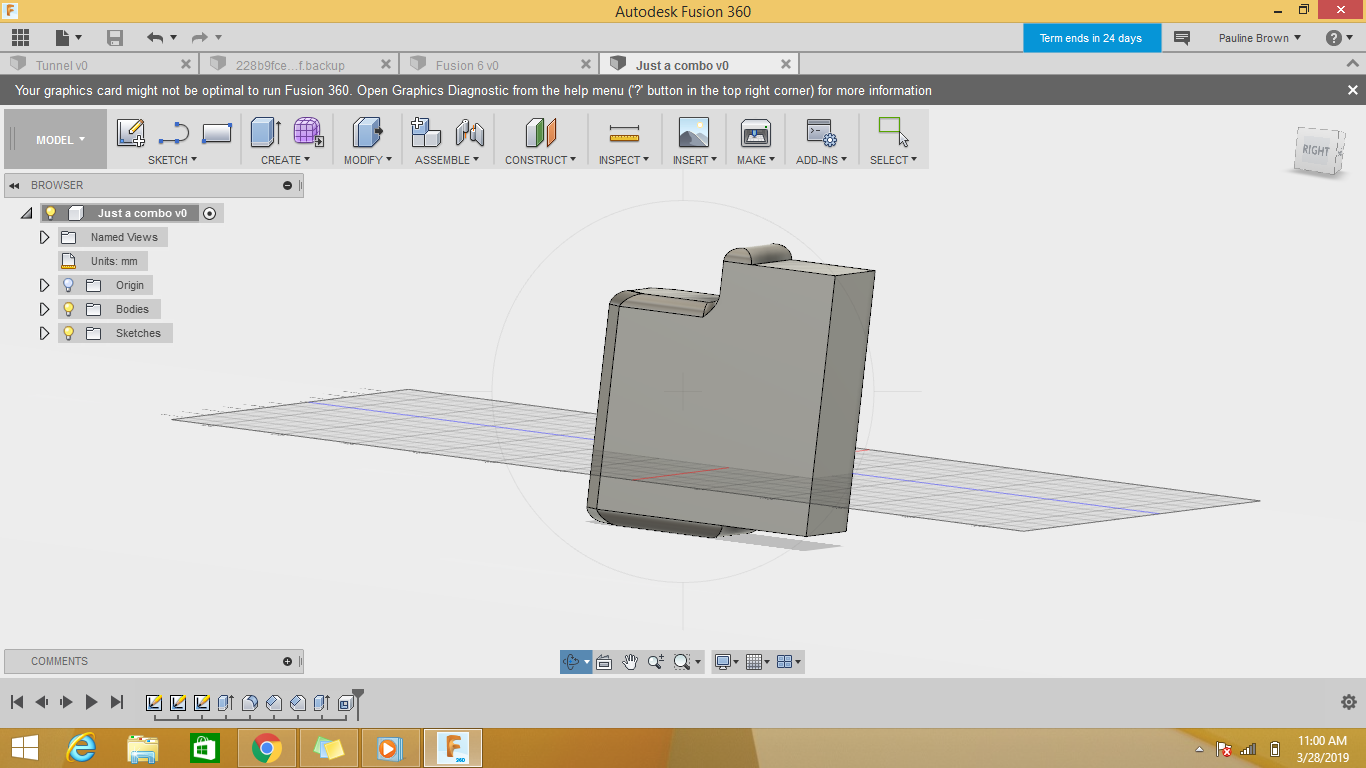 Autodesk Fusion 360
Term ends in 24 days
Pauline Brown
Tunnel v0
228b9fce...f.backup
Fusion 6 v0
Just a combo v0
Your graphics card might not be optimal to run Fusion 360. Open Graphics Diagnostic from the help menu ('?' button in the top right corner) for more information
MODEL
SKETCH
CREATE
MODIFY
ASSEMBLE
CONSTRUCT
INSPECT
INSERT
MAKE
ADD-INS
SELECT
RIGHT
BROWSER
Just a combo v0
Named Views
Units: mm
Origin
Bodies
Sketches
COMMENTS
11:00 AM
3/28/2019